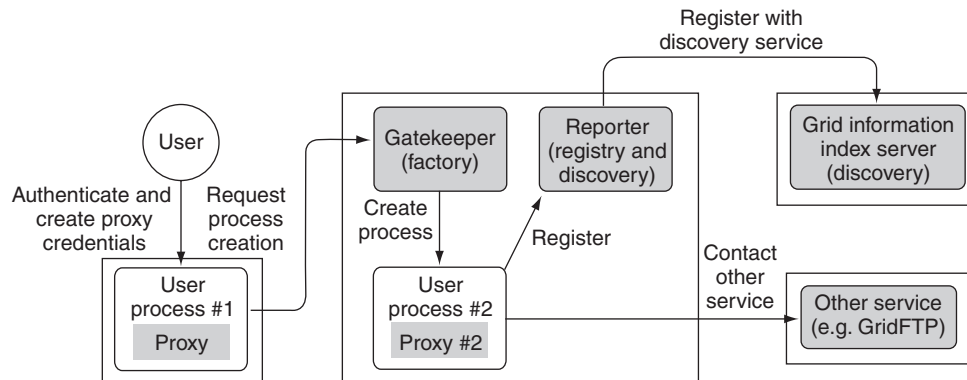 Register with
discovery service
User
Gatekeeper
(factory)
Reporter
(registry and
discovery)
Grid information
index server
(discovery)
Authenticate and
create proxy
credentials
Request
process
creation
Create
process
Register
User
process #1
Proxy
User
process #2
Proxy #2
Contact
other
service
Other service
(e.g. GridFTP)